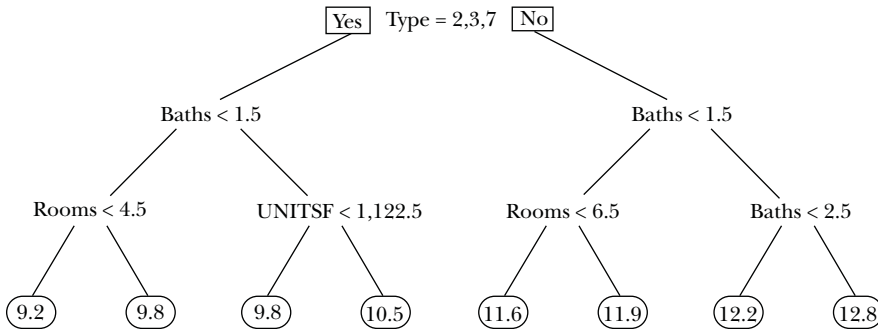 Yes Type = 2,3,7 No
Baths < 1.5 Baths < 1.5
Rooms < 4.5 UNITSF < 1,122.5 Rooms < 6.5 Baths < 2.5
9.2 9.8 9.8 10.5 11.6 11.9 12.2 12.8